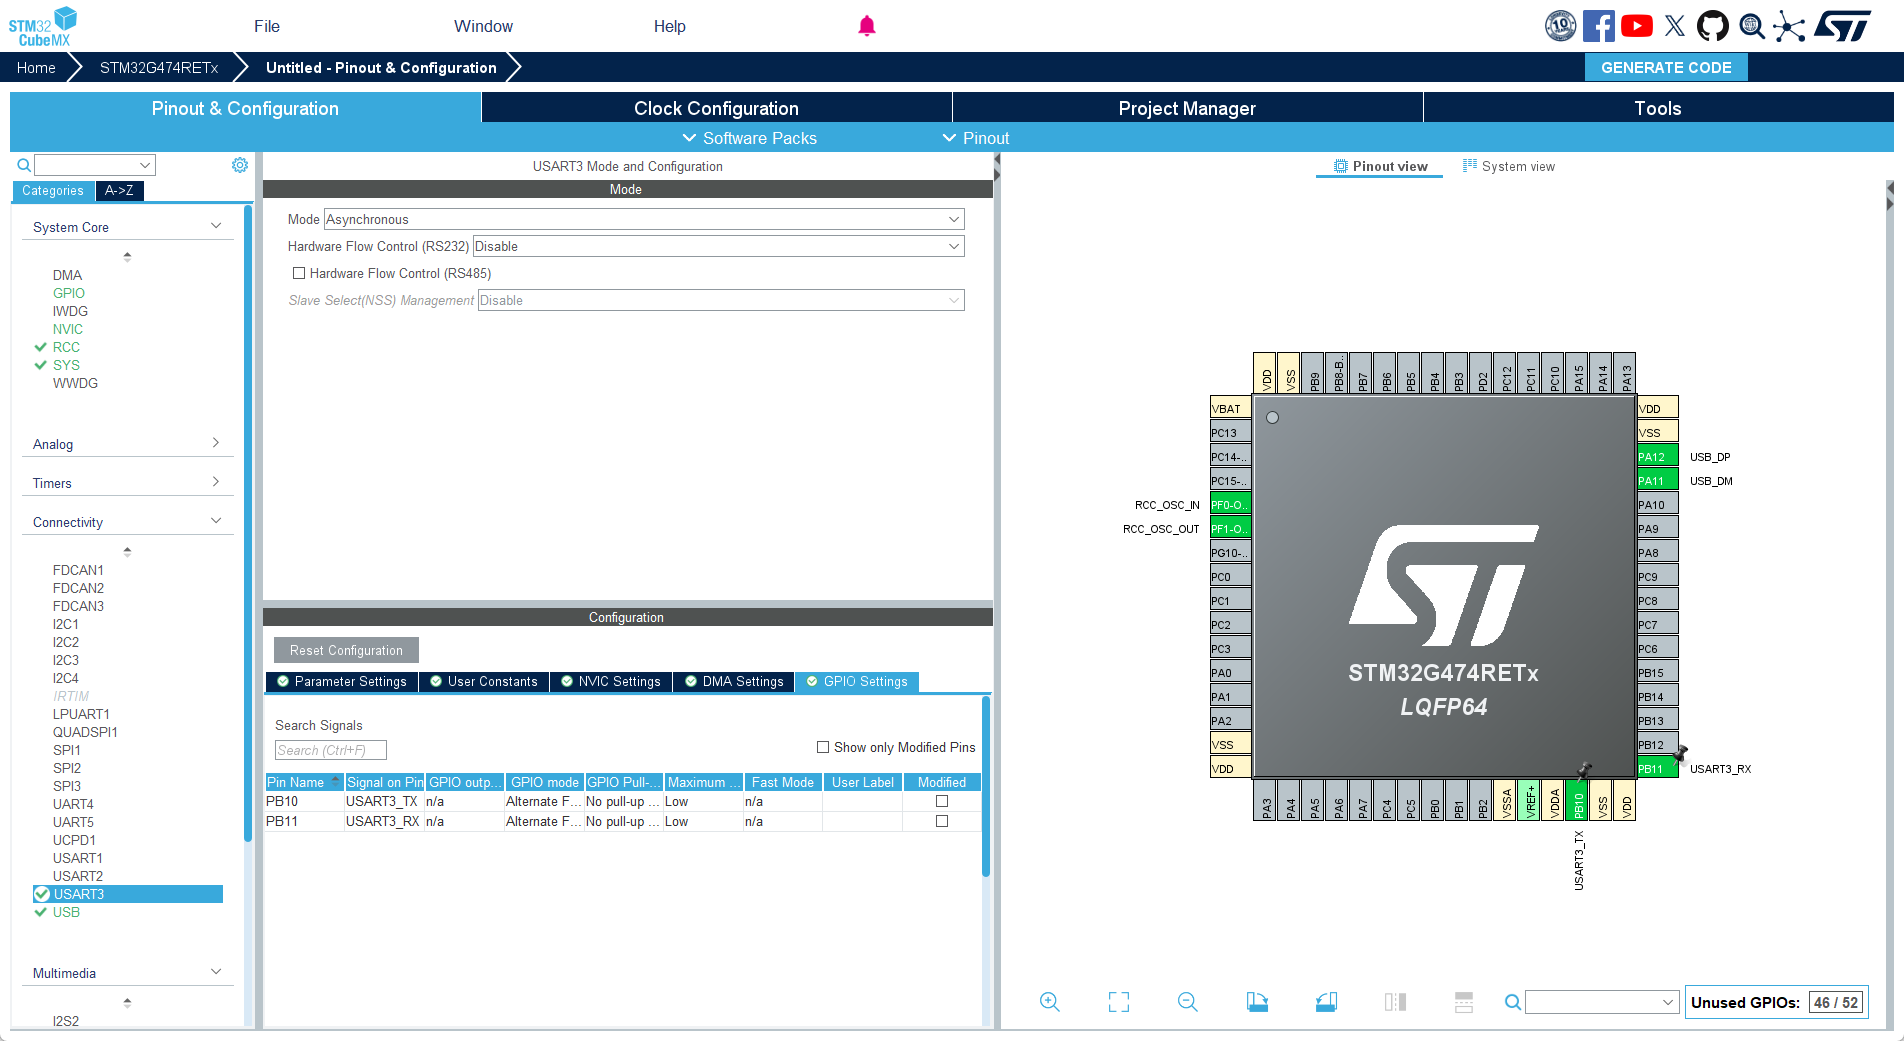 STM32
CubeMX
File
Window
Help
10
Home
STM32G474RETx
Untitled - Pinout & Configuration
GENERATE CODE
Pinout & Configuration
Clock Configuration
Project Manager
Tools
Software Packs
Pinout
Categories
A->Z
System Core
DMA
GPIO
IWDG
NVIC
RCC
SYS
WWDG
Analog
Timers
Connectivity
FDCAN1
FDCAN2
FDCAN3
I2C1
I2C2
I2C3
I2C4
IRTIM
LPUART1
QUADSPI1
SPI1
SPI2
SPI3
UART4
UART5
UCPD1
USART1
USART2
USART3
USB
Multimedia
I2S2
USART3 Mode and Configuration
Mode
Mode Asynchronous
Hardware Flow Control (RS232) Disable
Hardware Flow Control (RS485)
Slave Select(NSS) Management Disable
Configuration
Reset Configuration
Parameter Settings
User Constants
NVIC Settings
DMA Settings
GPIO Settings
Search Signals
Search (Ctrl+F)
Show only Modified Pins
Pin Name Signal on Pin GPIO outp... GPIO mode GPIO Pull-... Maximum ... Fast Mode User Label Modified
PB10 USART3_TX n/a Alternate F... No pull-up ... Low n/a
PB11 USART3_RX n/a Alternate F... No pull-up ... Low n/a
Pinout view
System view
VDD
VSS
PB9
PB8-B..
PB7
PB6
PB5
PB4
PB3
PD2
PC12
PC11
PC10
PA15
PA14
PA13
VBAT
PC13
PC14-..
PC15-..
RCC_OSC_IN PF0-O..
RCC_OSC_OUT PF1-O..
PG10-..
PC0
PC1
PC2
PC3
PA0
PA1
PA2
VSS
VDD
ST
STM32G474RETx
LQFP64
VDD
VSS
PA12 USB_DP
PA11 USB_DM
PA10
PA9
PA8
PC9
PC8
PC7
PC6
PB15
PB14
PB13
PB12
PB11 USART3_RX
PA3
PA4
PA5
PA6
PA7
PC4
PC5
PB0
PB1
PB2
VSSA
VREF+
VDDA
PB10
VSS
VDD
USART3_TX
Unused GPIOs: 46 / 52